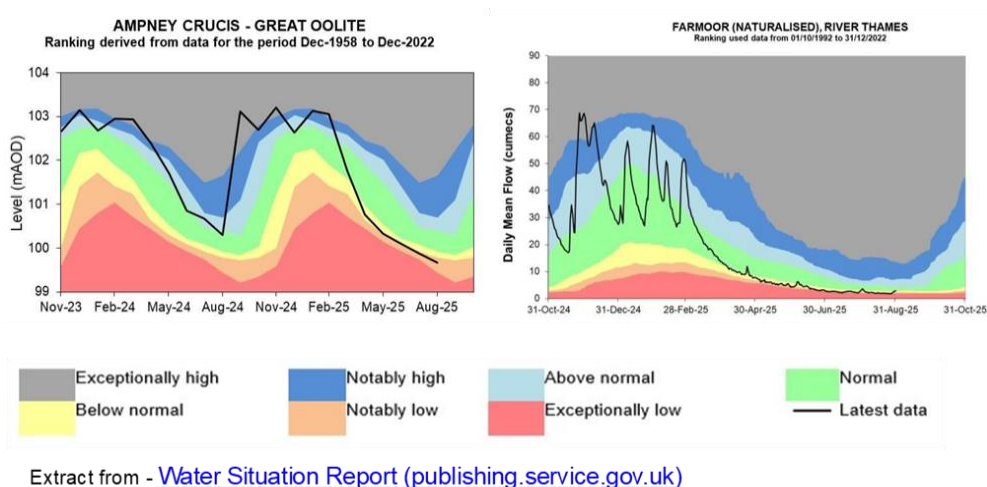 AMPNEY CRUCIS - GREAT OOLITE
Ranking derived from data for the period Dec-1958 to Dec-2022
Level (mAOD)
104
103
102
101
100
99
Nov-23 Feb-24 May-24 Aug-24 Nov-24 Feb-25 May-25 Aug-25
FARMOOR (NATURALISED), RIVER THAMES
Ranking used data from 01/10/1992 to 31/12/2022
Daily Mean Flow (cumecs)
90
80
70
60
50
40
30
20
10
0
31-Oct-24 31-Dec-24 28-Feb-25 30-Apr-25 30-Jun-25 31-Aug-25 31-Oct-25
Exceptionally high Notably high Above normal Normal
Below normal Notably low Exceptionally low Latest data
Extract from - Water Situation Report (publishing.service.gov.uk)